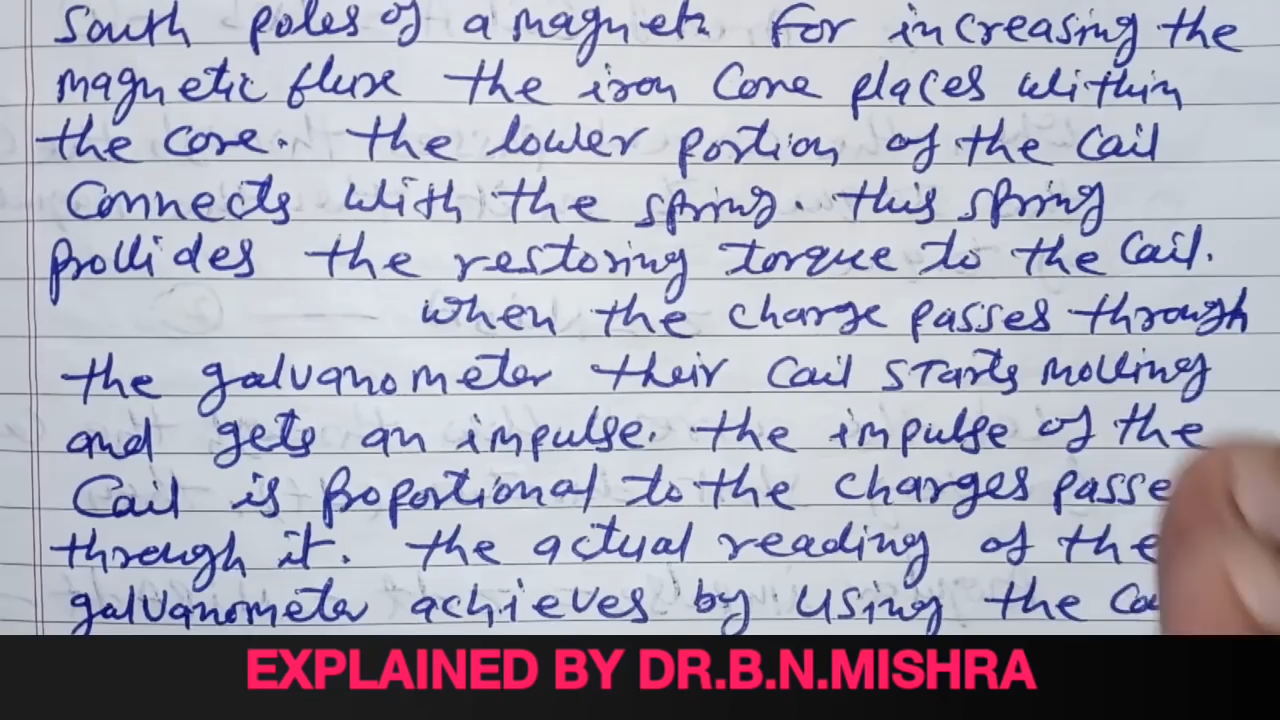 South poles of a magnet. For increasing the
magnetic flux the iron Core places within
the core. the lower portion of the Coil
Connects with the spring. this spring
provides the restoring torque to the Coil.
when the charge passes through
the galvanometer their Coil starts moving
and gets an impulse. the impulse of the
Coil is proportional to the charges passe
through it. the actual reading of the
galvanometer achieves by using the Co
EXPLAINED BY DR.B.N.MISHRA